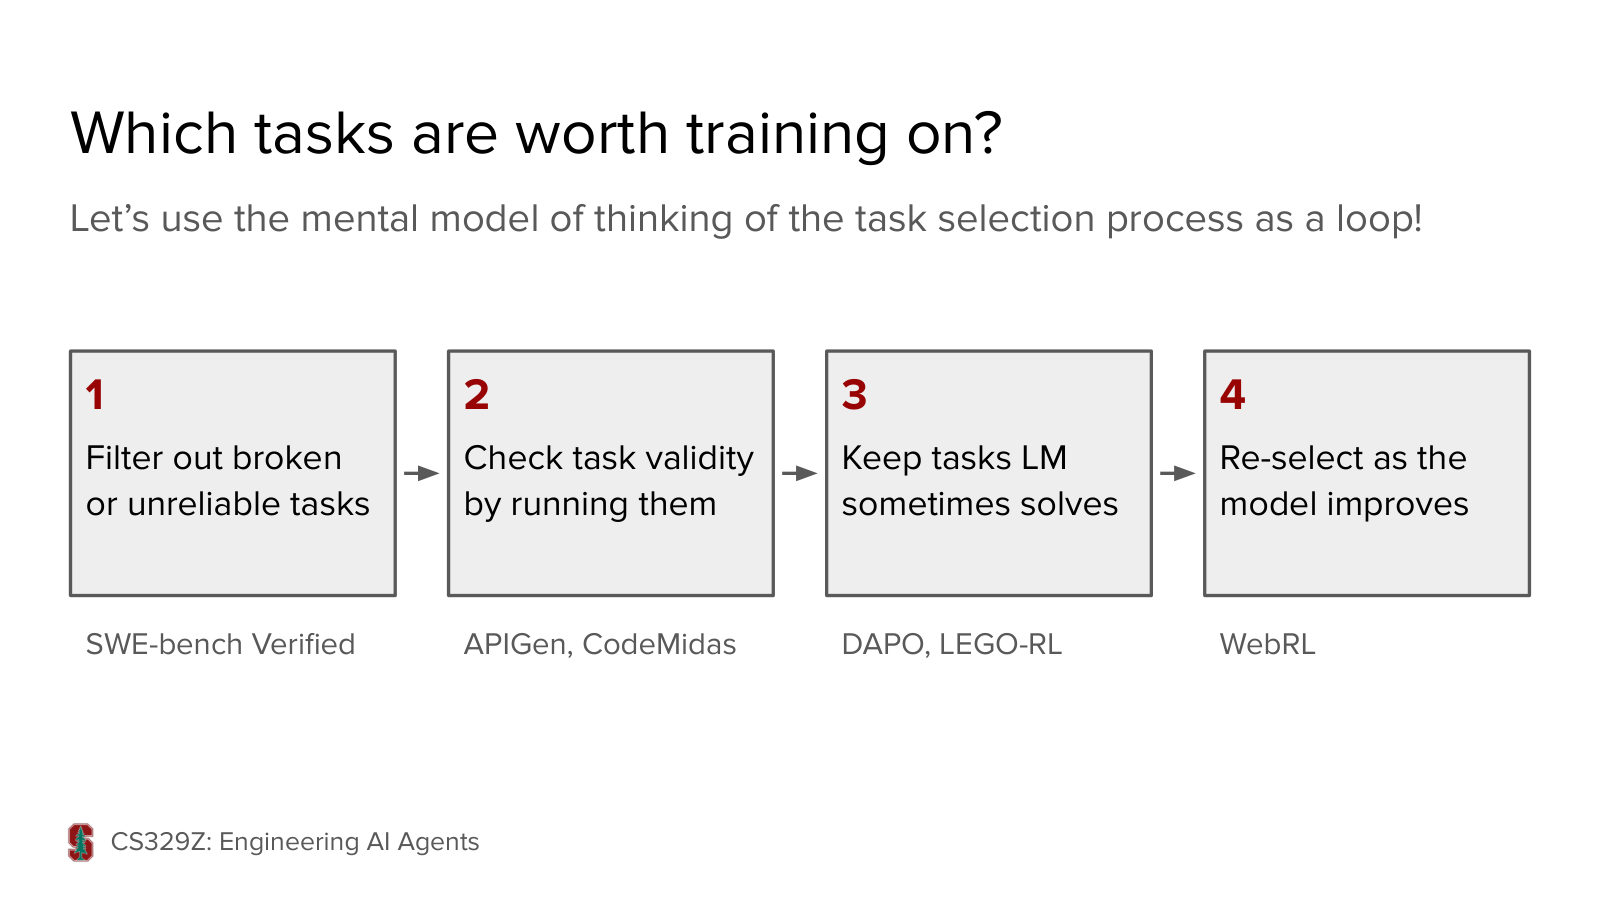 Which tasks are worth training on?
Let’s use the mental model of thinking of the task selection process as a loop!
1
Filter out broken
or unreliable tasks
SWE-bench Verified
2
Check task validity
by running them
APIGen, CodeMidas
3
Keep tasks LM
sometimes solves
DAPO, LEGO-RL
4
Re-select as the
model improves
WebRL
CS329Z: Engineering AI Agents